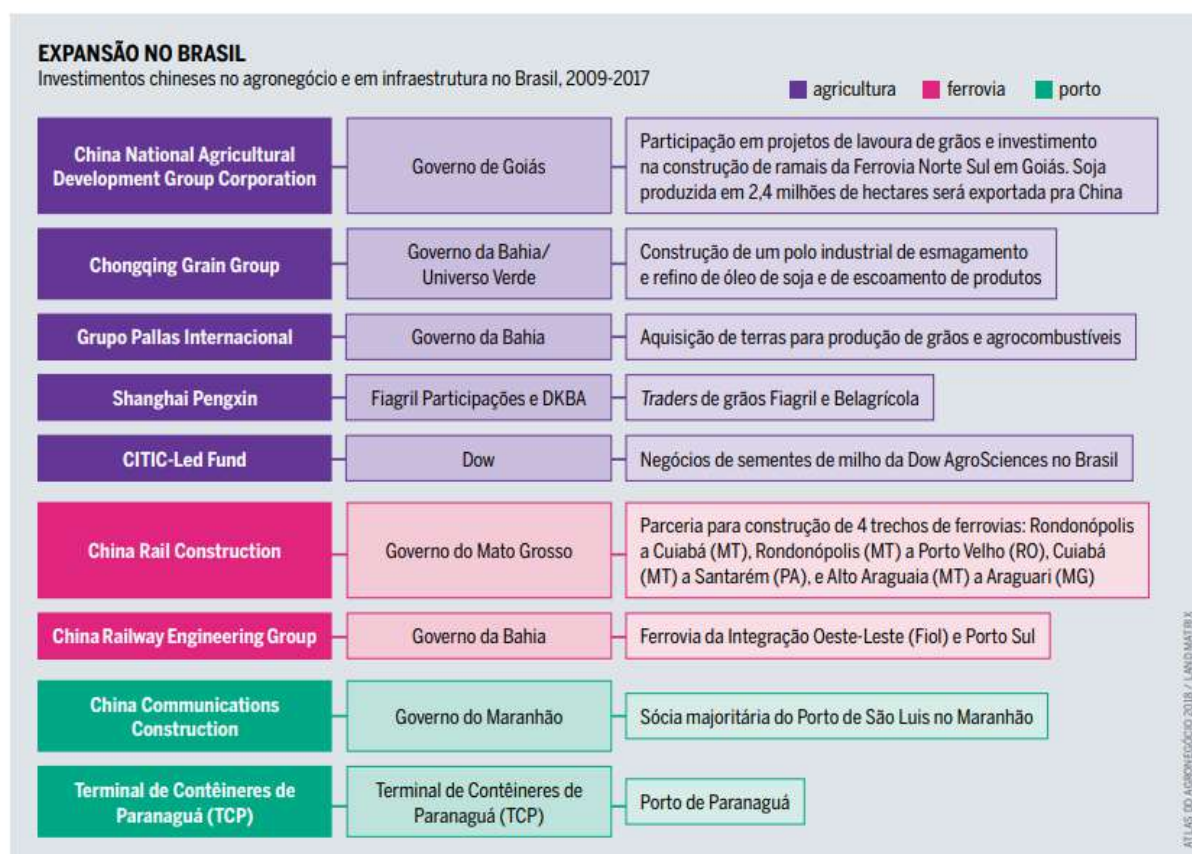 EXPANSÃO NO BRASIL
Investimentos chineses no agronegócio e em infraestrutura no Brasil, 2009-2017
agricultura
ferrovia
porto
China National Agricultural
Development Group Corporation
Governo de Goiás
Participação em projetos de lavoura de grãos e investimento
na construção de ramais da Ferrovia Norte Sul em Goiás. Soja
produzida em 2,4 milhões de hectares será exportada pra China
Chongqing Grain Group
Governo da Bahia/
Universo Verde
Construção de um polo industrial de esmagamento
e refino de óleo de soja e de escoamento de produtos
Grupo Pallas Internacional
Governo da Bahia
Aquisição de terras para produção de grãos e agrocombustíveis
Shanghai Pengxin
Fiagril Participações e DKBA
Traders de grãos Fiagril e Belagrícola
CITIC-Led Fund
Dow
Negócios de sementes de milho da Dow AgroSciences no Brasil
China Rail Construction
Governo do Mato Grosso
Parceria para construção de 4 trechos de ferrovias: Rondonópolis
a Cuiabá (MT), Rondonópolis (MT) a Porto Velho (RO), Cuiabá
(MT) a Santarém (PA), e Alto Araguaia (MT) a Araguari (MG)
China Railway Engineering Group
Governo da Bahia
Ferrovia da Integração Oeste-Leste (Fiol) e Porto Sul
China Communications
Construction
Governo do Maranhão
Sócia majoritária do Porto de São Luis no Maranhão
Terminal de Contêineres de
Paranaguá (TCP)
Terminal de Contêineres de
Paranaguá (TCP)
Porto de Paranaguá
ATLAS DO AGRONEGÓCIO 2018 / LANDMATRIX